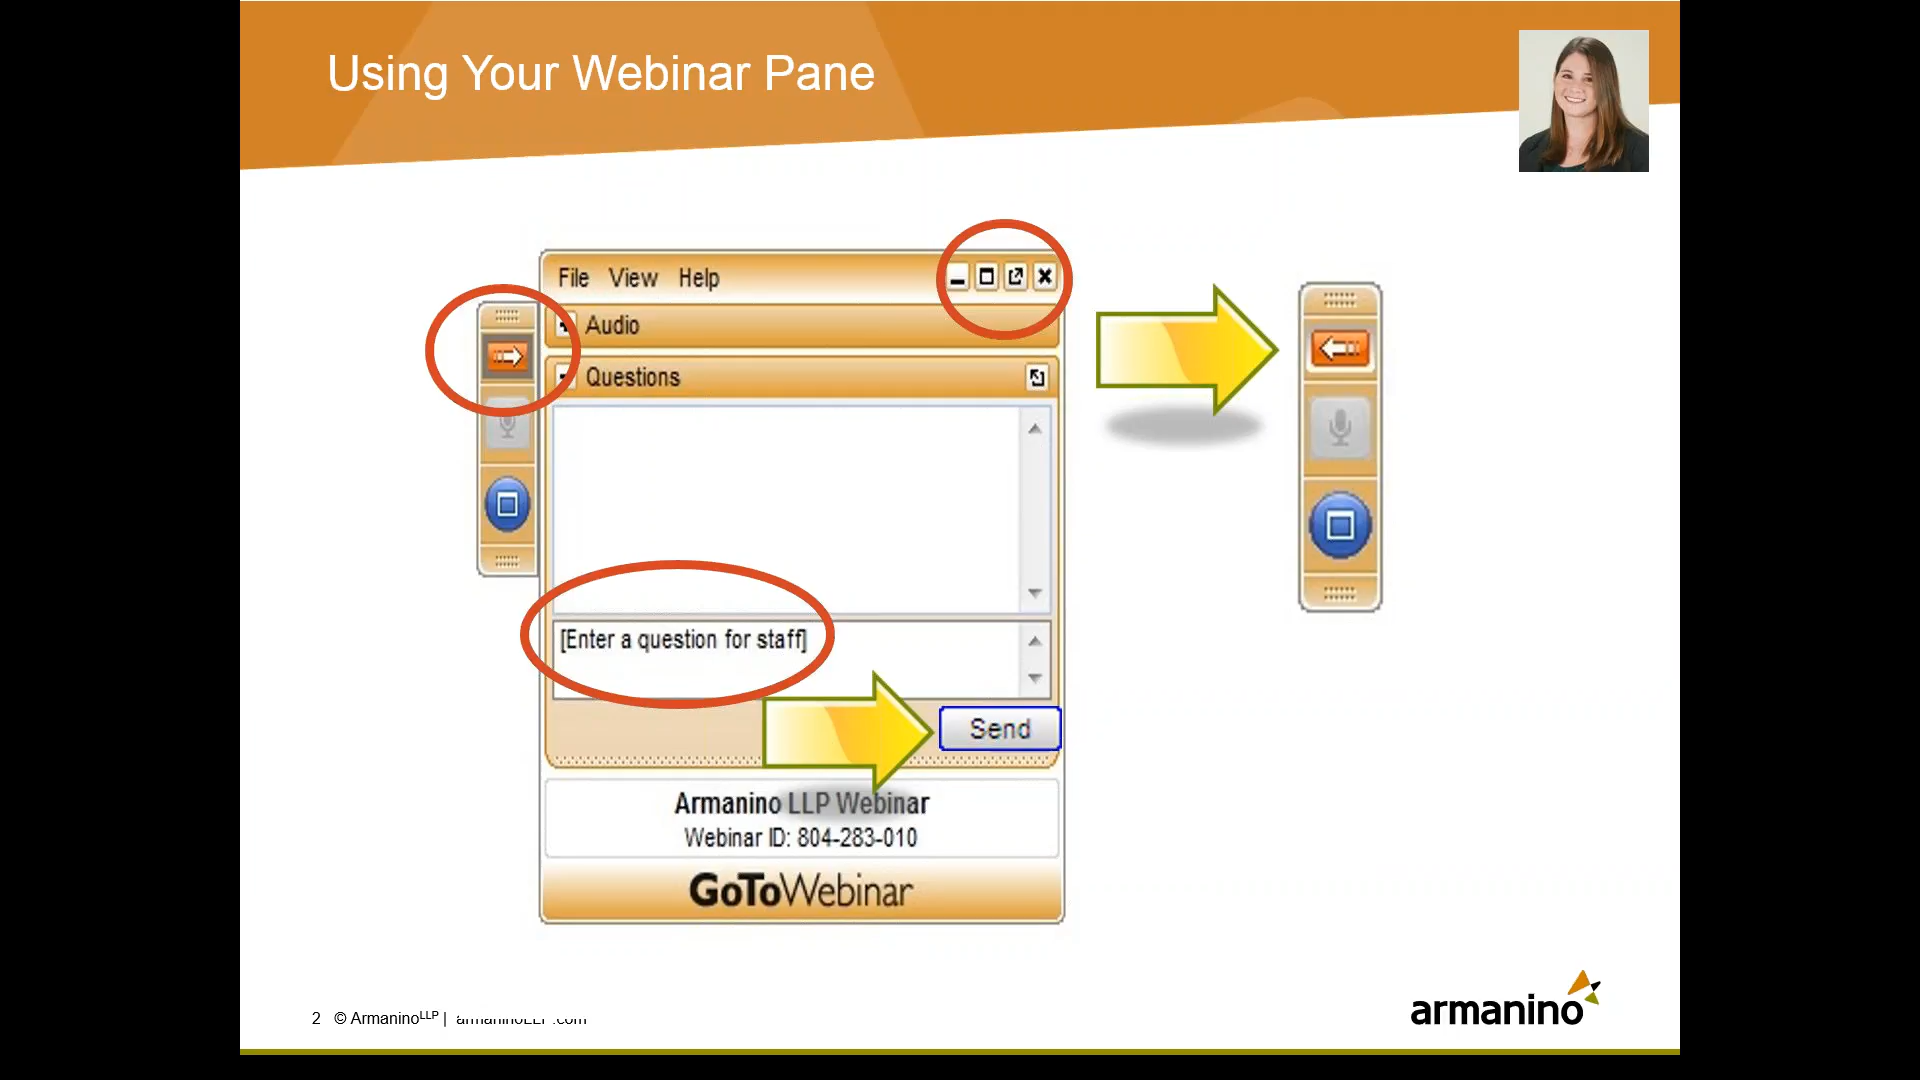 Using Your Webinar Pane
File View Help
Audio
Questions
[Enter a question for staff]
Send
Armanino LLP Webinar
Webinar ID: 804-283-010
GoToWebinar
2 © ArmaninoLLP | armaninoLLP.com
armanino